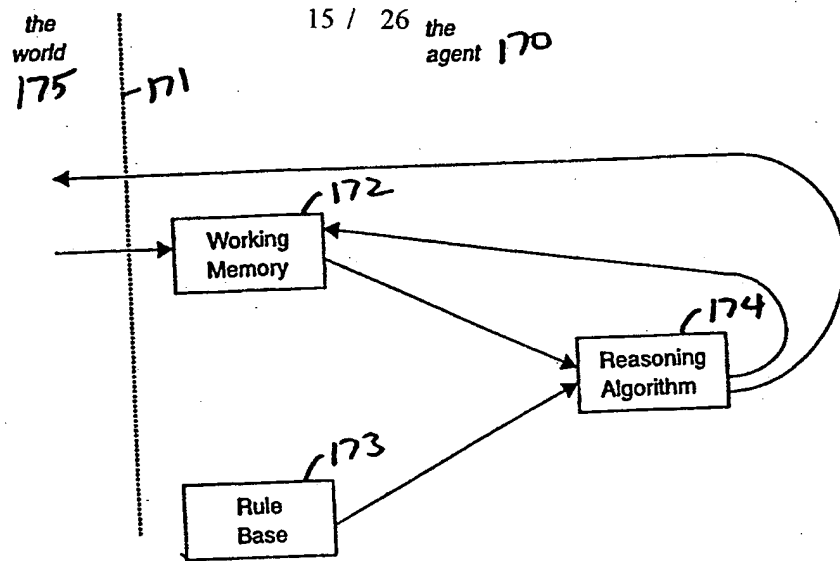 15 / 26
the
world
175
171
the
agent 170
172
Working
Memory
174
Reasoning
Algorithm
173
Rule
Base